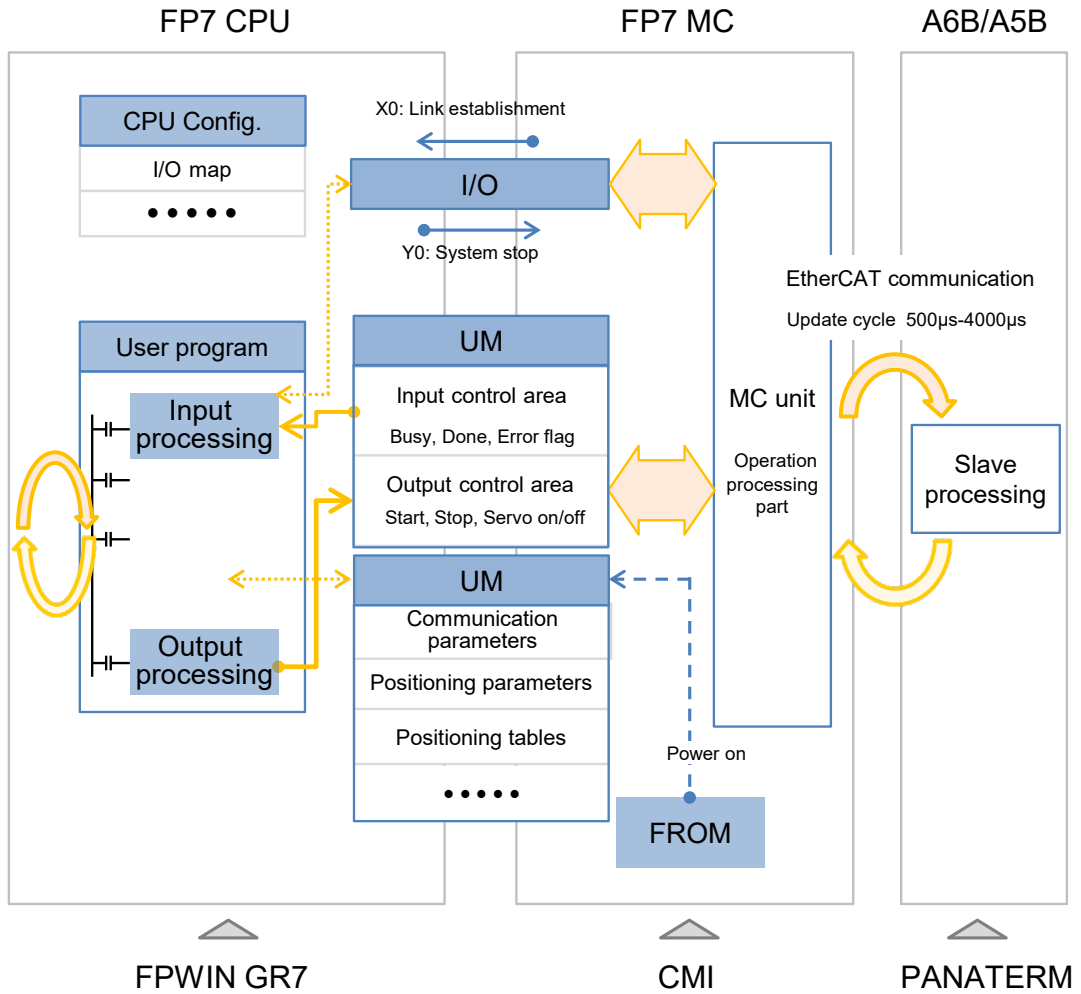 FP7 CPU
FP7 MC
A6B/A5B
CPU Config.
I/O map
•••••
X0: Link establishment
I/O
Y0: System stop
EtherCAT communication
Update cycle 500µs-4000µs
User program
Input
processing
Output
processing
UM
Input control area
Busy, Done, Error flag
Output control area
Start, Stop, Servo on/off
UM
Communication
parameters
Positioning parameters
Positioning tables
•••••
MC unit
Operation
processing
part
Slave
processing
Power on
FROM
FPWIN GR7
CMI
PANATERM